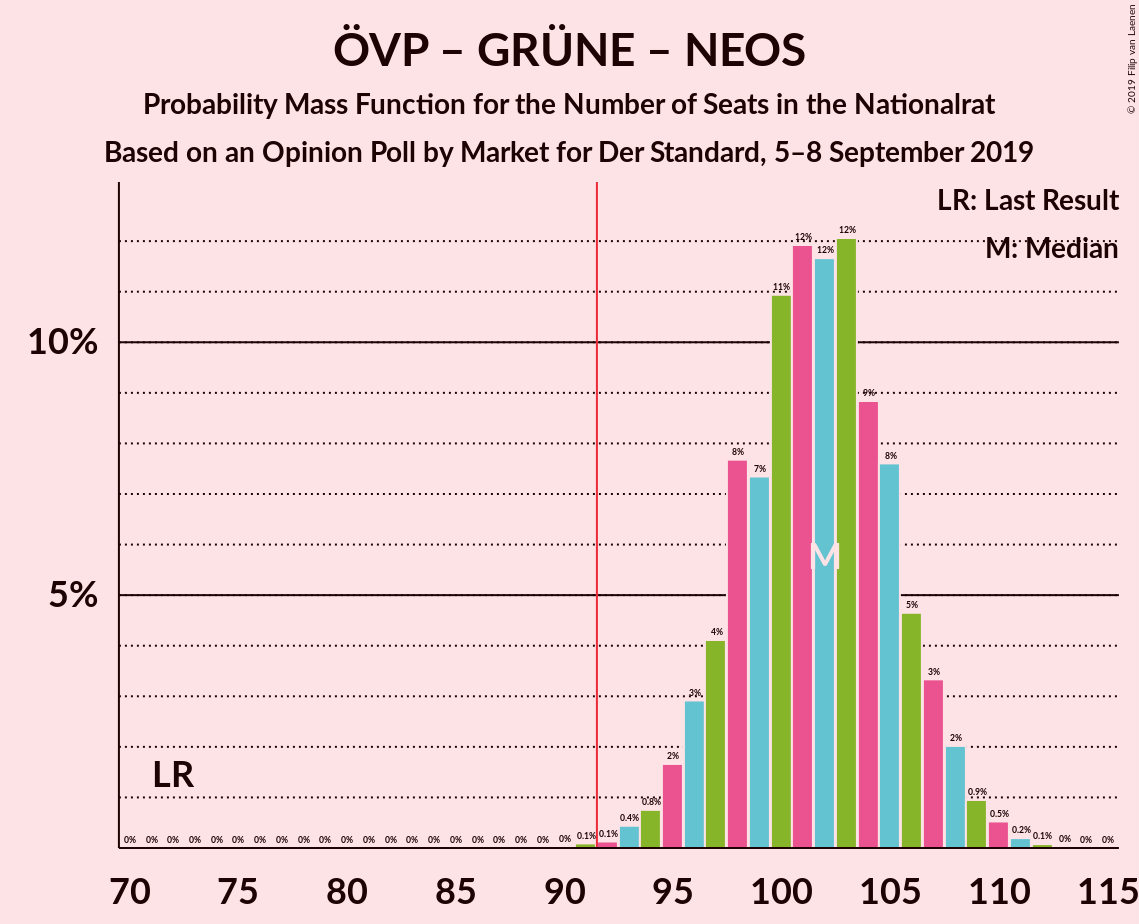 ÖVP – GRÜNE – NEOS
Probability Mass Function for the Number of Seats in the Nationalrat
Based on an Opinion Poll by Market for Der Standard, 5–8 September 2019
© 2019 Filip van Laenen
LR: Last Result
M: Median
10%
5%
LR
M
0% 0% 0% 0% 0% 0% 0% 0% 0% 0% 0% 0% 0% 0% 0% 0% 0% 0% 0% 0% 0% 0.1% 0.1% 0.4% 0.8% 2% 3% 4% 8% 7% 11% 12% 12% 12% 9% 8% 5% 3% 2% 0.9% 0.5% 0.2% 0.1% 0% 0% 0%
70 75 80 85 90 95 100 105 110 115